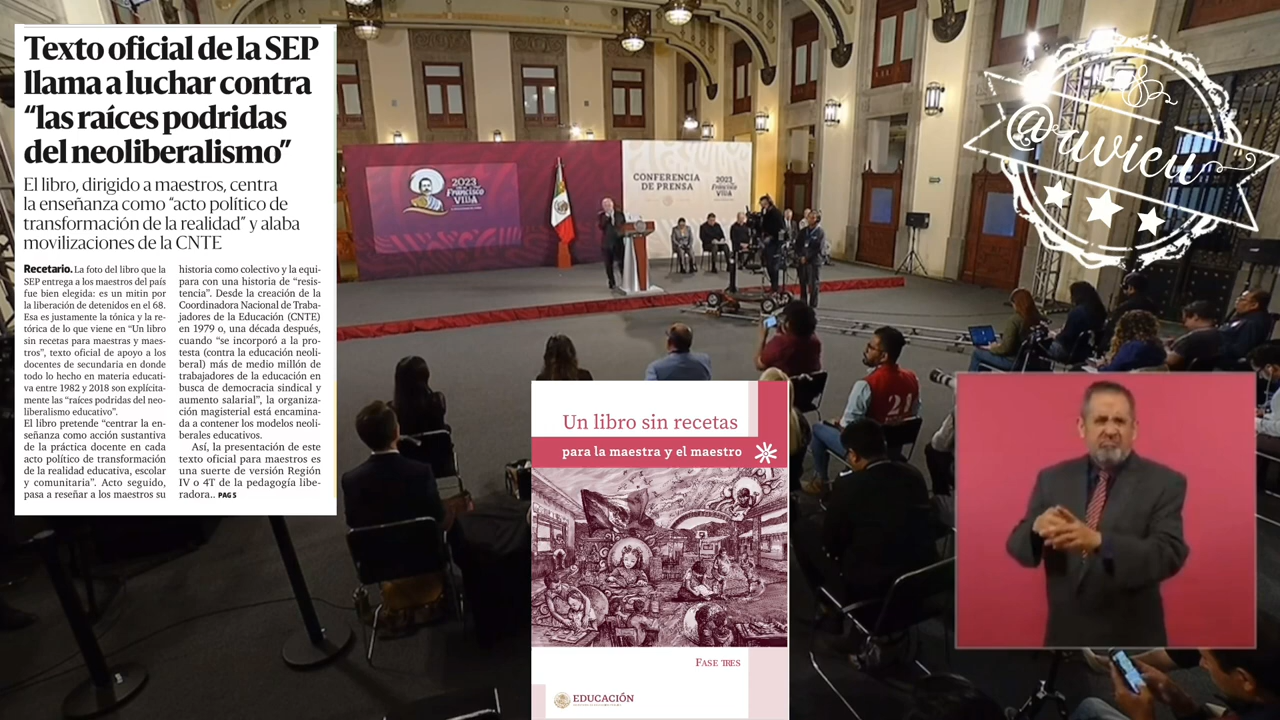 Texto oficial de la SEP
llama a luchar contra
“las raíces podridas
del neoliberalismo”
El libro, dirigido a maestros, centra
la enseñanza como “acto político de
transformación de la realidad” y alaba
movilizaciones de la CNTE
Recetario. La foto del libro que la
SEP entrega a los maestros del país
fue bien elegida: es un mitin por
la liberación de detenidos en el 68.
Esa es justamente la tónica y la re-
tórica de lo que viene en “Un libro
sin recetas para maestras y maes-
tros”, texto oficial de apoyo a los
docentes de secundaria en donde
todo lo hecho en materia educati-
va entre 1982 y 2018 son explícita-
mente las “raíces podridas del neo-
liberalismo educativo”.
El libro pretende “centrar la en-
señanza como acción sustantiva
de la práctica docente en cada
acto político de transformación
de la realidad educativa, escolar
y comunitaria”. Acto seguido,
pasa a reseñar a los maestros su
historia como colectivo y la equi-
para con una historia de “resis-
tencia”. Desde la creación de la
Coordinadora Nacional de Traba-
jadores de la Educación (CNTE)
en 1979 o, una década después,
cuando “se incorporó a la pro-
testa (contra la educación neoli-
beral) más de medio millón de
trabajadores de la educación en
busca de democracia sindical y
aumento salarial”, la organiza-
ción magisterial está encamina-
da a contener los modelos neoli-
berales educativos.
Así, la presentación de este
texto oficial para maestros es
una suerte de versión Región
IV o 4T de la pedagogía libe-
radora.. PAG 5
2023
Francisco
VILLA
CONFERENCIA
DE PRENSA
2023
Francisco
VILLA
@uvieu
21
Un libro sin recetas
para la maestra y el maestro
FASE TRES
EDUCACIÓN